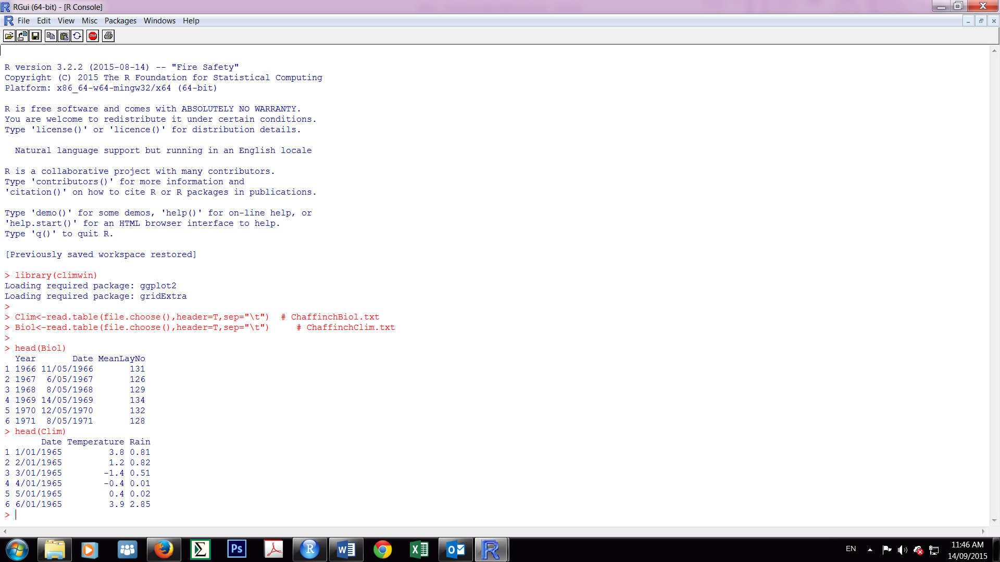 RGui (64-bit) - [R Console]
File Edit View Misc Packages Windows Help
STOP
R version 3.2.2 (2015-08-14) -- "Fire Safety"
Copyright (C) 2015 The R Foundation for Statistical Computing
Platform: x86_64-w64-mingw32/x64 (64-bit)
R is free software and comes with ABSOLUTELY NO WARRANTY.
You are welcome to redistribute it under certain conditions.
Type 'license()' or 'licence()' for distribution details.
Natural language support but running in an English locale
R is a collaborative project with many contributors.
Type 'contributors()' for more information and
'citation()' on how to cite R or R packages in publications.
Type 'demo()' for some demos, 'help()' for on-line help, or
'help.start()' for an HTML browser interface to help.
Type 'q()' to quit R.
[Previously saved workspace restored]
> library(climwin)
Loading required package: ggplot2
Loading required package: gridExtra
>
> Clim<-read.table(file.choose(),header=T,sep="\t")  # ChaffinchBiol.txt
> Biol<-read.table(file.choose(),header=T,sep="\t")     # ChaffinchClim.txt
>
> head(Biol)
  Year       Date MeanLayNo
1 1966 11/05/1966       131
2 1967  6/05/1967       126
3 1968  8/05/1968       129
4 1969 14/05/1969       134
5 1970 12/05/1970       132
6 1971  8/05/1971       128
> head(Clim)
       Date Temperature Rain
1 1/01/1965         3.8 0.81
2 2/01/1965         1.2 0.82
3 3/01/1965        -1.4 0.51
4 4/01/1965        -0.4 0.01
5 5/01/1965         0.4 0.02
6 6/01/1965         3.9 2.85
>
Σ Ps R W X O R EN 11:46 AM
14/09/2015